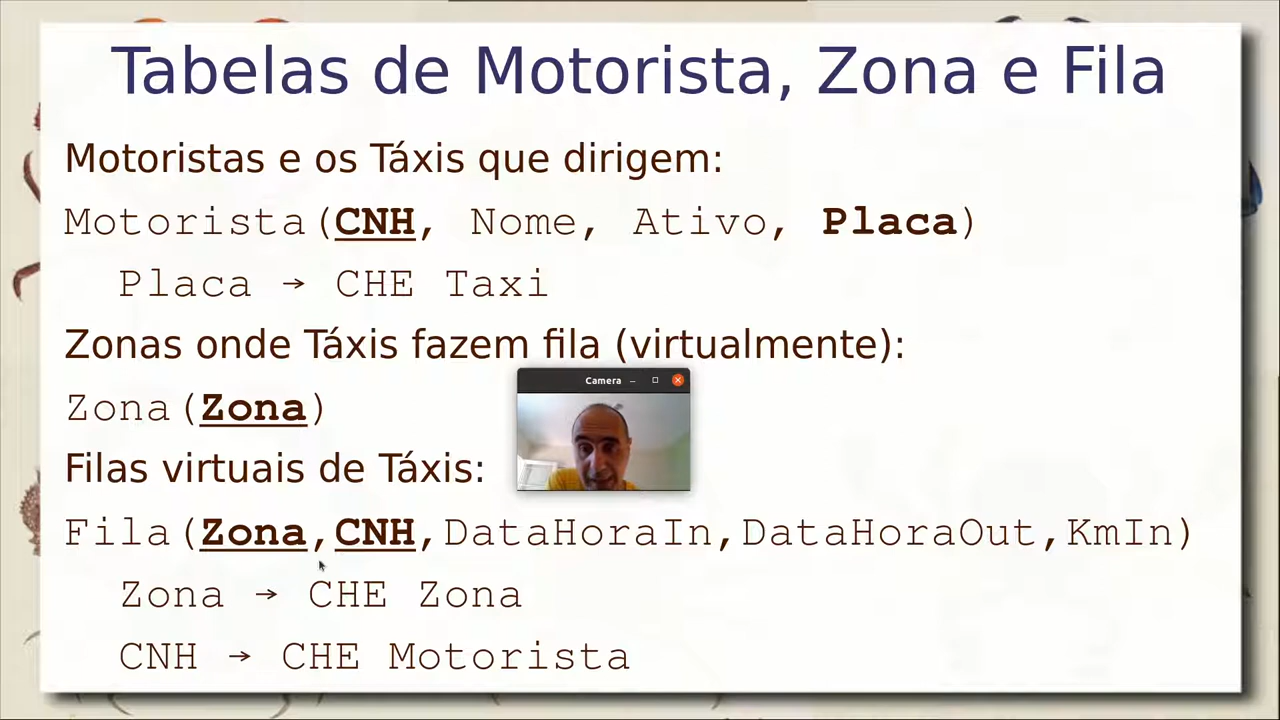 Tabelas de Motorista, Zona e Fila
Motoristas e os Táxis que dirigem:
Motorista(CNH, Nome, Ativo, Placa)
Placa → CHE Taxi
Zonas onde Táxis fazem fila (virtualmente):
Camera
Zona(Zona)
Filas virtuais de Táxis:
Fila(Zona,CNH,DataHoraIn,DataHoraOut,KmIn)
Zona → CHE Zona
CNH → CHE Motorista